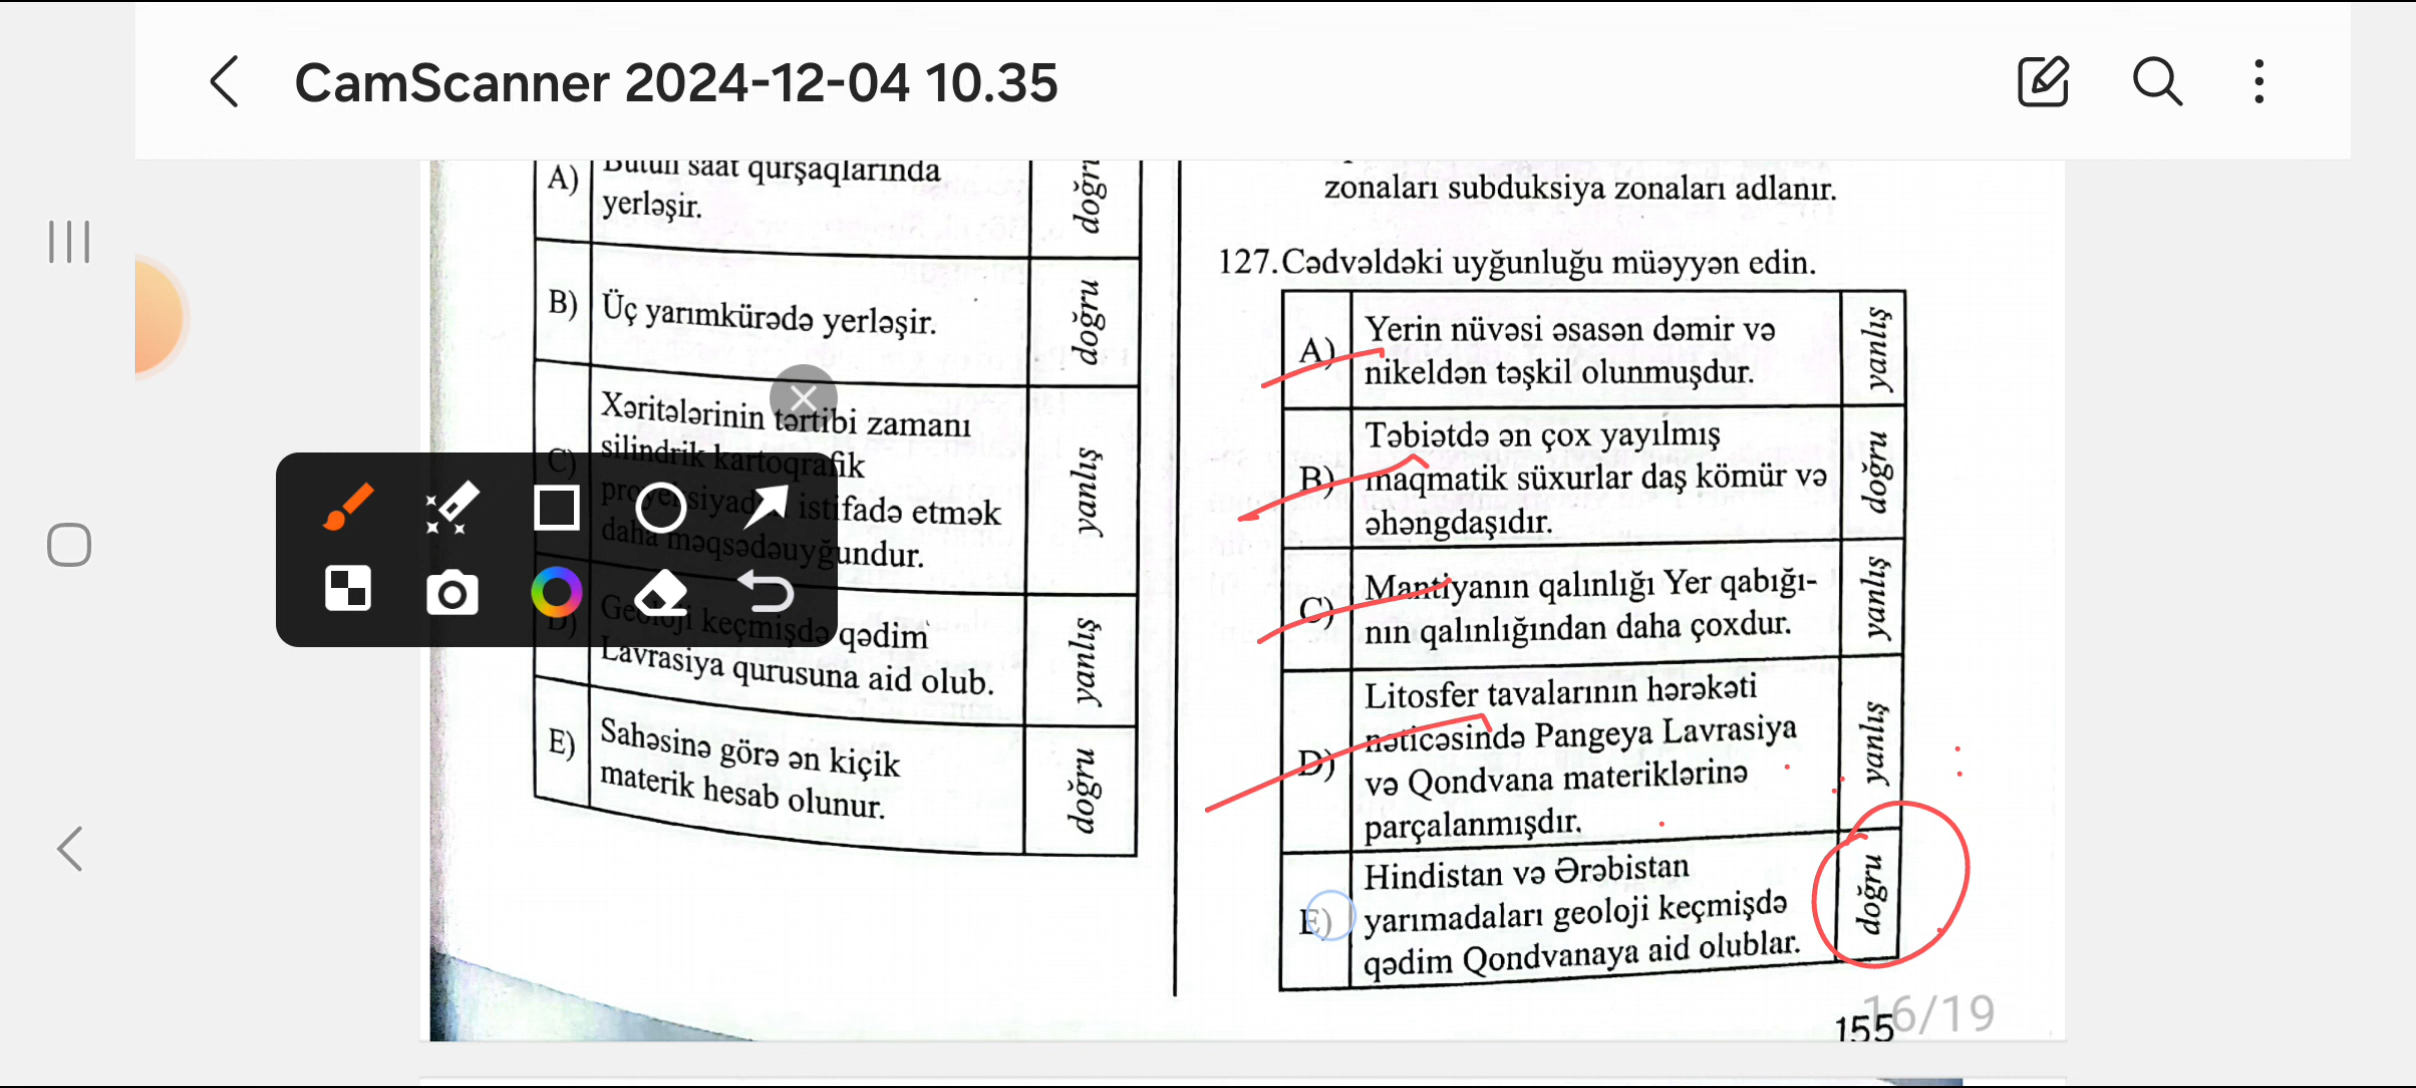 CamScanner 2024-12-04 10.35
A) Bütün saat qurşaqlarında
yerləşir.
doğru
B) Üç yarımkürədə yerləşir.
doğru
C) Xəritələrinin tərtibi zamanı
silindrik kartoqrafik
proyeksiyada istifadə etmək
daha məqsədəuyğundur.
yanlış
D) Geoloji keçmişdə qədim
Lavrasiya qurusuna aid olub.
yanlış
E) Sahəsinə görə ən kiçik
materik hesab olunur.
doğru
zonaları subduksiya zonaları adlanır.
127. Cədvəldəki uyğunluğu müəyyən edin.
A) Yerin nüvəsi əsasən dəmir və
nikeldən təşkil olunmuşdur.
yanlış
B) Təbiətdə ən çox yayılmış
maqmatik süxurlar daş kömür və
əhəngdaşıdır.
doğru
C) Mantiyanın qalınlığı Yer qabığı-
nın qalınlığından daha çoxdur.
yanlış
D) Litosfer tavalarının hərəkəti
nəticəsində Pangeya Lavrasiya
və Qondvana materiklərinə
parçalanmışdır.
yanlış
E) Hindistan və Ərəbistan
yarımadaları geoloji keçmişdə
qədim Qondvanaya aid olublar.
doğru
16/19
155